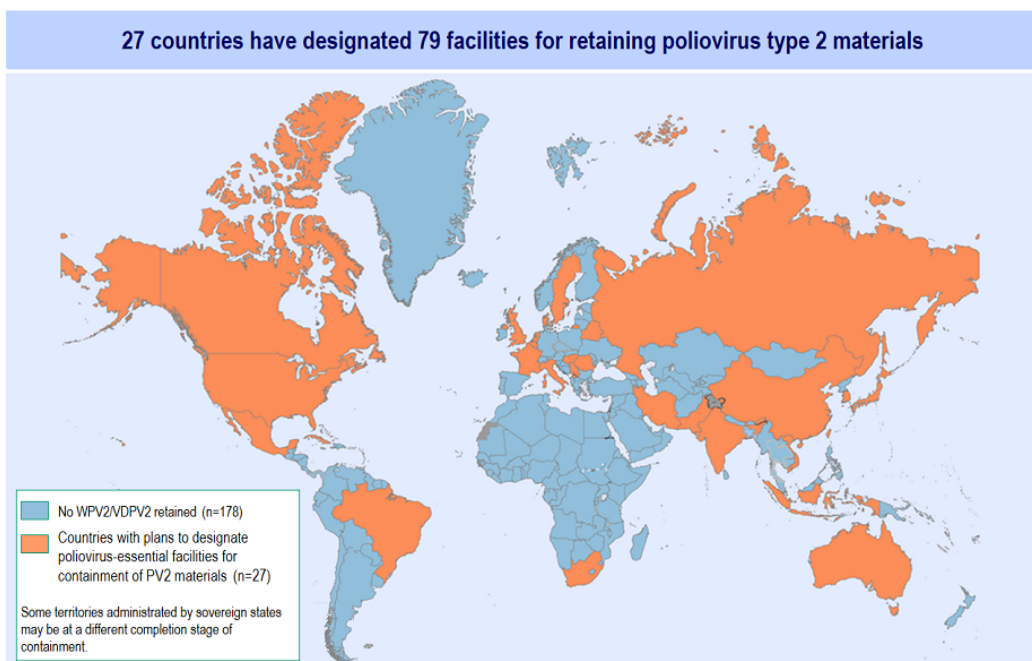 27 countries have designated 79 facilities for retaining poliovirus type 2 materials
No WPV2/VDPV2 retained (n=178)
Countries with plans to designate
poliovirus-essential facilities for
containment of PV2 materials (n=27)
Some territories administrated by sovereign states
may be at a different completion stage of
containment.